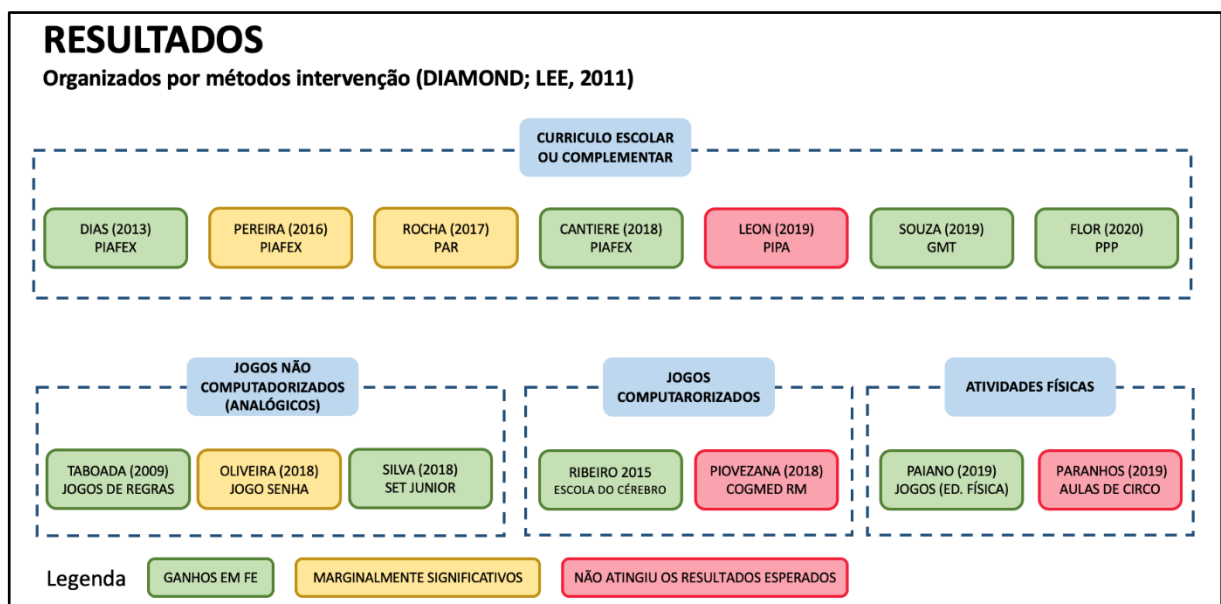 RESULTADOS
Organizados por métodos intervenção (DIAMOND; LEE, 2011)
CURRICULO ESCOLAR
OU COMPLEMENTAR
DIAS (2013)
PIAFEX
PEREIRA (2016)
PIAFEX
ROCHA (2017)
PAR
CANTIERE (2018)
PIAFEX
LEON (2019)
PIPA
SOUZA (2019)
GMT
FLOR (2020)
PPP
JOGOS NÃO
COMPUTADORIZADOS
(ANALÓGICOS)
TABOADA (2009)
JOGOS DE REGRAS
OLIVEIRA (2018)
JOGO SENHA
SILVA (2018)
SET JUNIOR
JOGOS
COMPUTARORIZADOS
RIBEIRO 2015
ESCOLA DO CÉREBRO
PIOVEZANA (2018)
COGMED RM
ATIVIDADES FÍSICAS
PAIANO (2019)
JOGOS (ED. FÍSICA)
PARANHOS (2019)
AULAS DE CIRCO
Legenda
GANHOS EM FE
MARGINALMENTE SIGNIFICATIVOS
NÃO ATINGIU OS RESULTADOS ESPERADOS